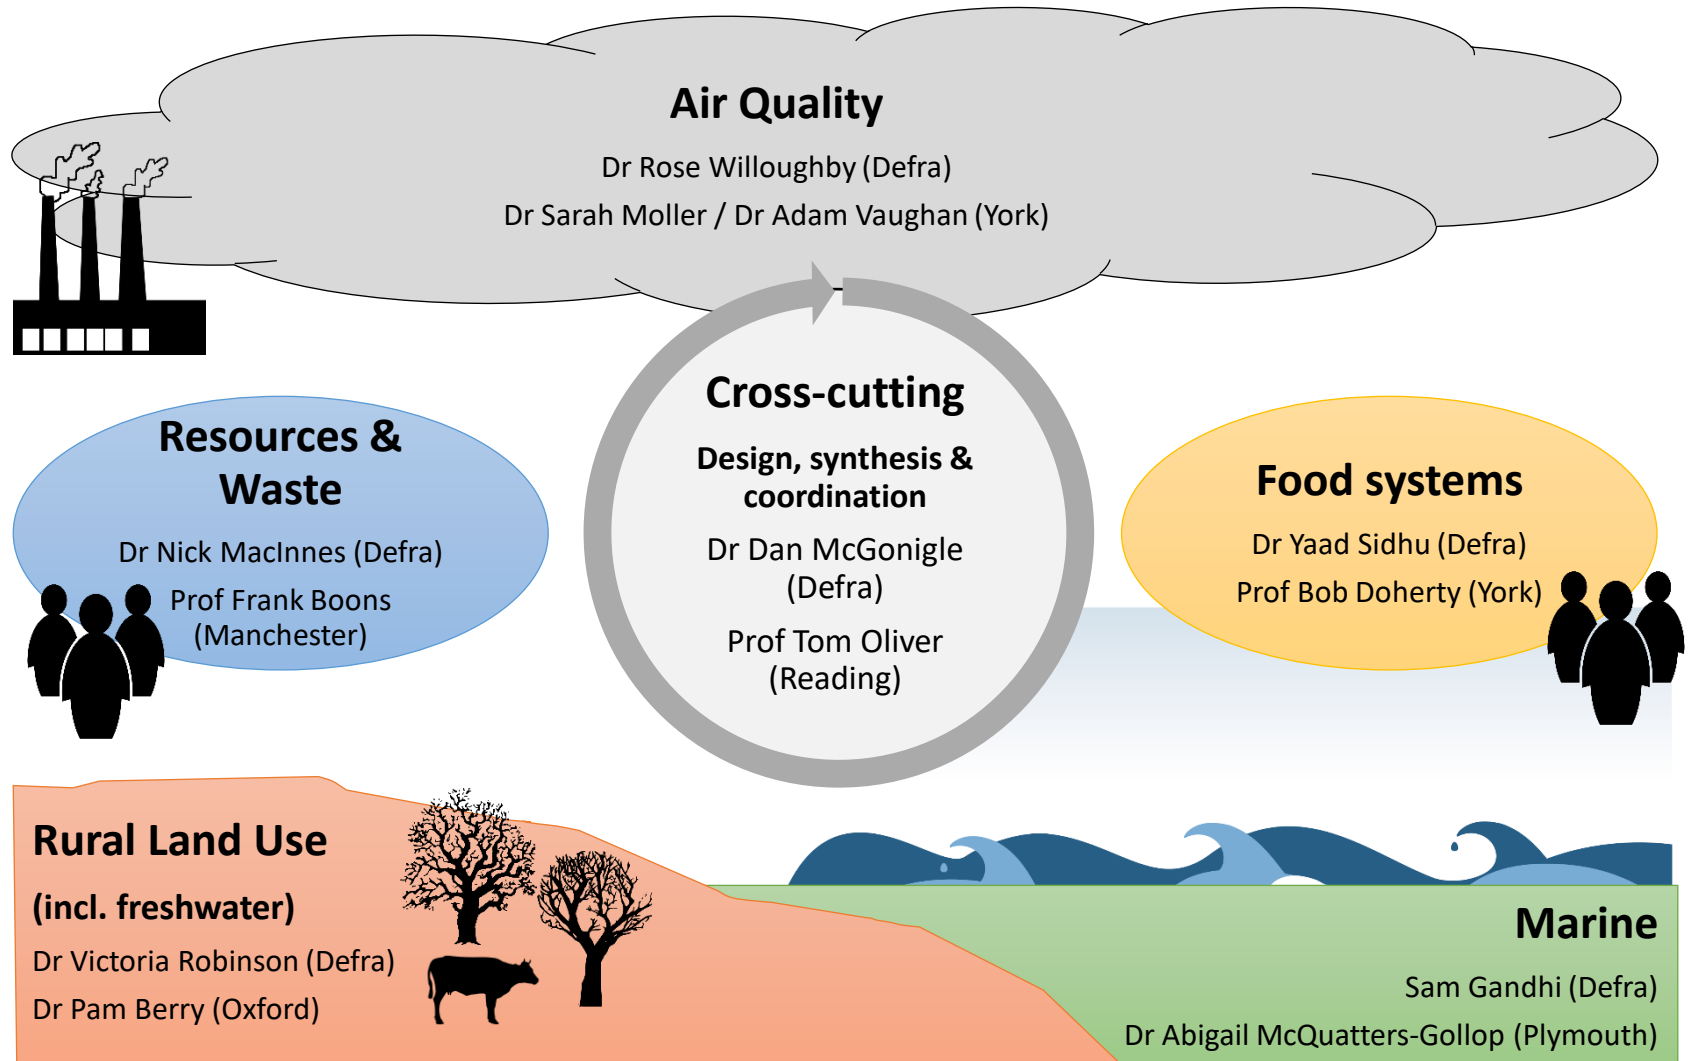 Air Quality
Dr Rose Willoughby (Defra)
Dr Sarah Moller / Dr Adam Vaughan (York)
Resources &
Waste
Dr Nick MacInnes (Defra)
Prof Frank Boons
(Manchester)
Cross-cutting
Design, synthesis &
coordination
Dr Dan McGonigle
(Defra)
Prof Tom Oliver
(Reading)
Food systems
Dr Yaad Sidhu (Defra)
Prof Bob Doherty (York)
Rural Land Use
(incl. freshwater)
Dr Victoria Robinson (Defra)
Dr Pam Berry (Oxford)
Marine
Sam Gandhi (Defra)
Dr Abigail McQuatters-Gollop (Plymouth)